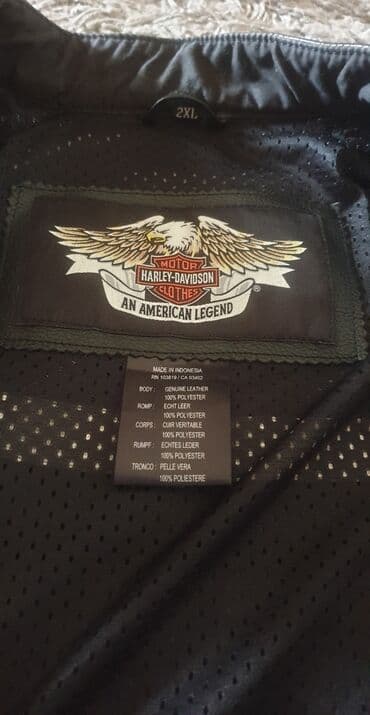 2XL
MOTOR
HARLEY-DAVIDSON
CLOTHES
®
AN AMERICAN LEGEND
MADE IN INDONESIA
RN 103819 / CA 03402
BODY : GENUINE LEATHER
100% POLYESTER
ROMP : ECHT LEER
100% POLYESTER
CORPS : CUIR VERITABLE
100% POLYESTER
RUMPF : ECHTES LEDER
100% POLYESTER
TRONCO : PELLE VERA
100% POLIESTERE